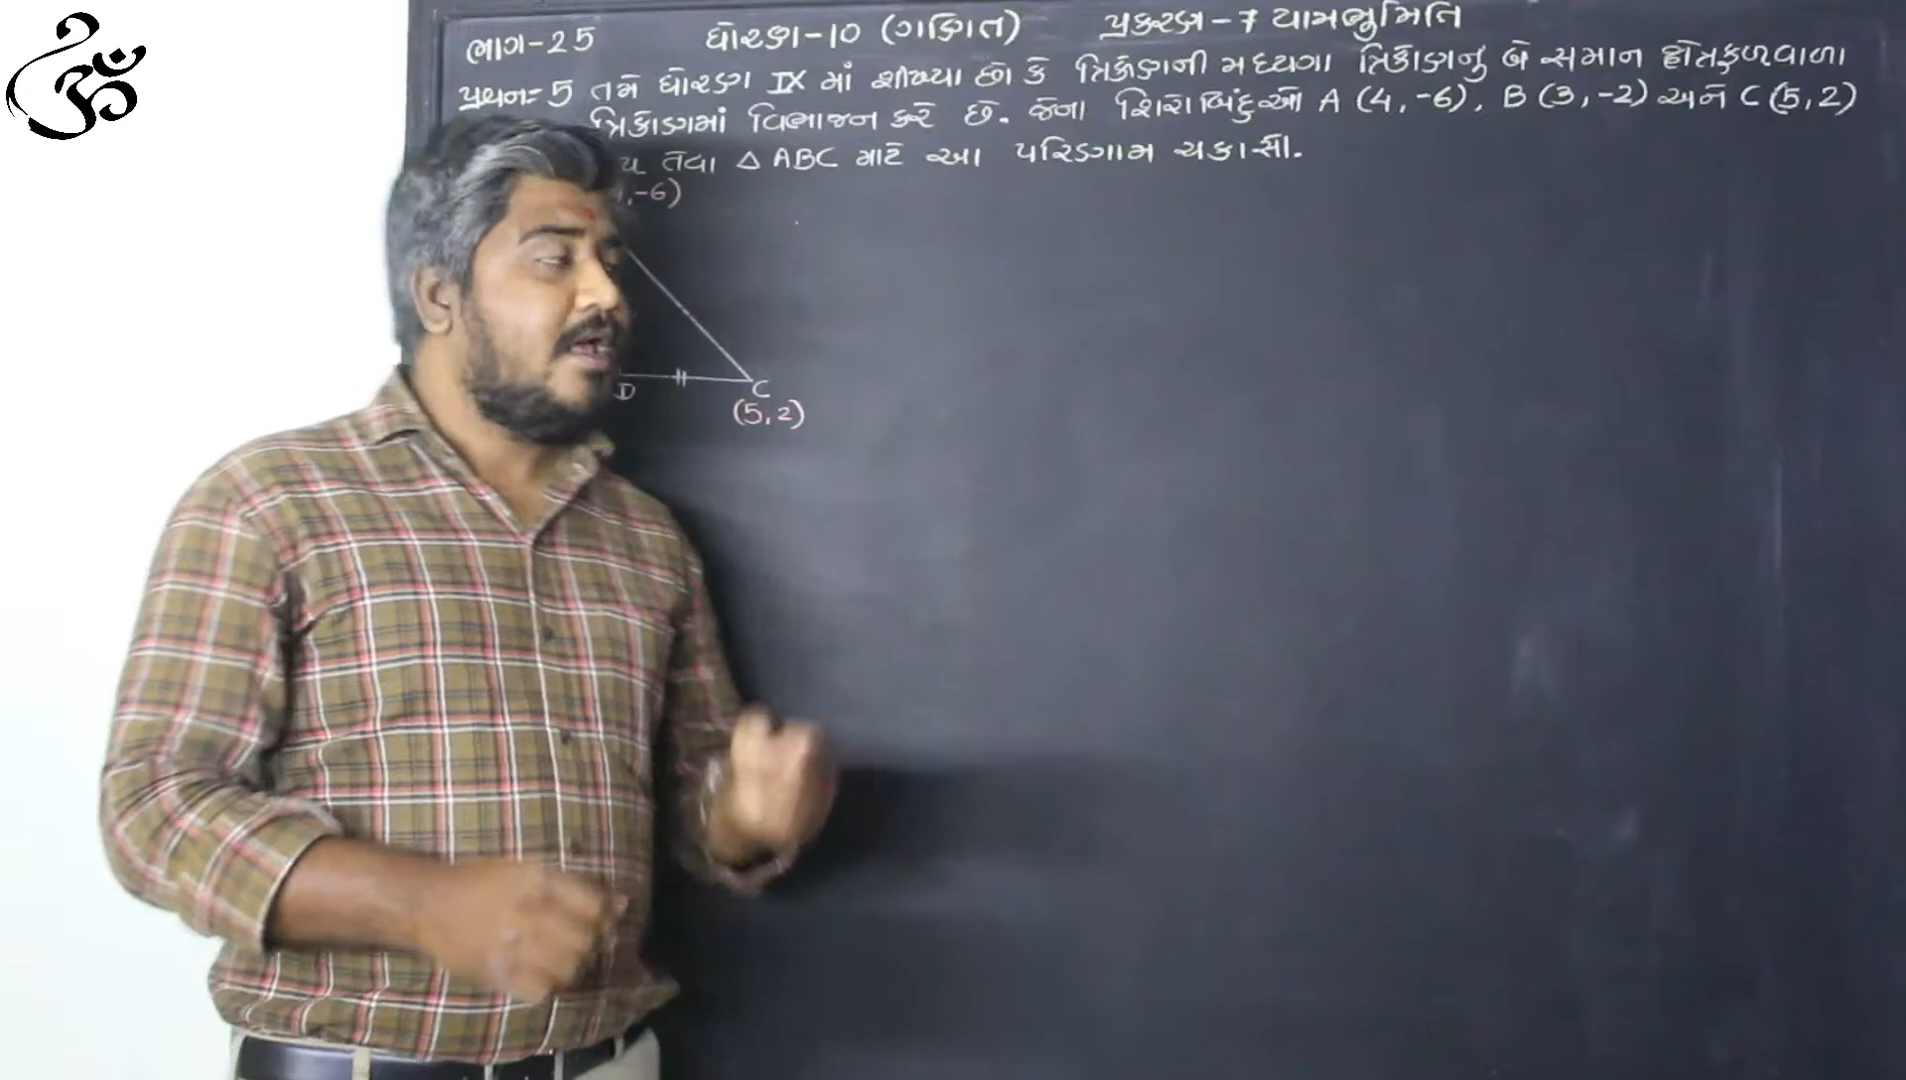 ૐ
ભાગ-25 ધોરણ-10 (ગણિત) પ્રકરણ-7 યામભૂમિતિ
પ્રશ્ન:-5 તમે ધોરણ IX માં શીખ્યા છો કે ત્રિકોણની મધ્યગા ત્રિકોણનું બે સમાન ક્ષેત્રફળવાળા
ત્રિકોણમાં વિભાજન કરે છે. જેના શિરોબિંદુઓ A (4,-6), B (3,-2) અને C (5,2)
ય તેવા △ ABC માટે આ પરિણામ ચકાસો.
,-6)
D
C
(5,2)